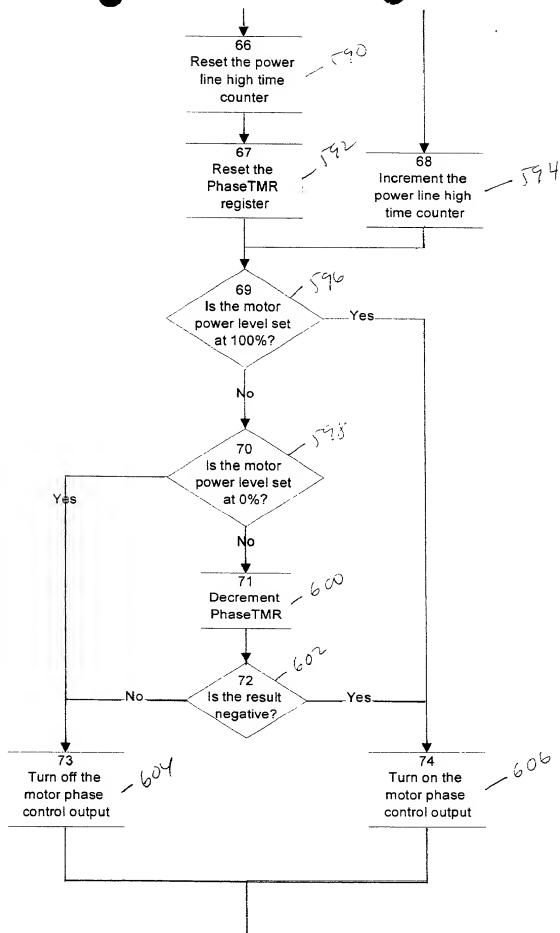 66
Reset the power
line high time
counter
590
67
Reset the
PhaseTMR
register
592
68
Increment the
power line high
time counter
594
69
Is the motor
power level set
at 100%?
596
Yes
No
70
Is the motor
power level set
at 0%?
598
Yes
No
71
Decrement
PhaseTMR
600
72
Is the result
negative?
602
No
Yes
73
Turn off the
motor phase
control output
604
74
Turn on the
motor phase
control output
606